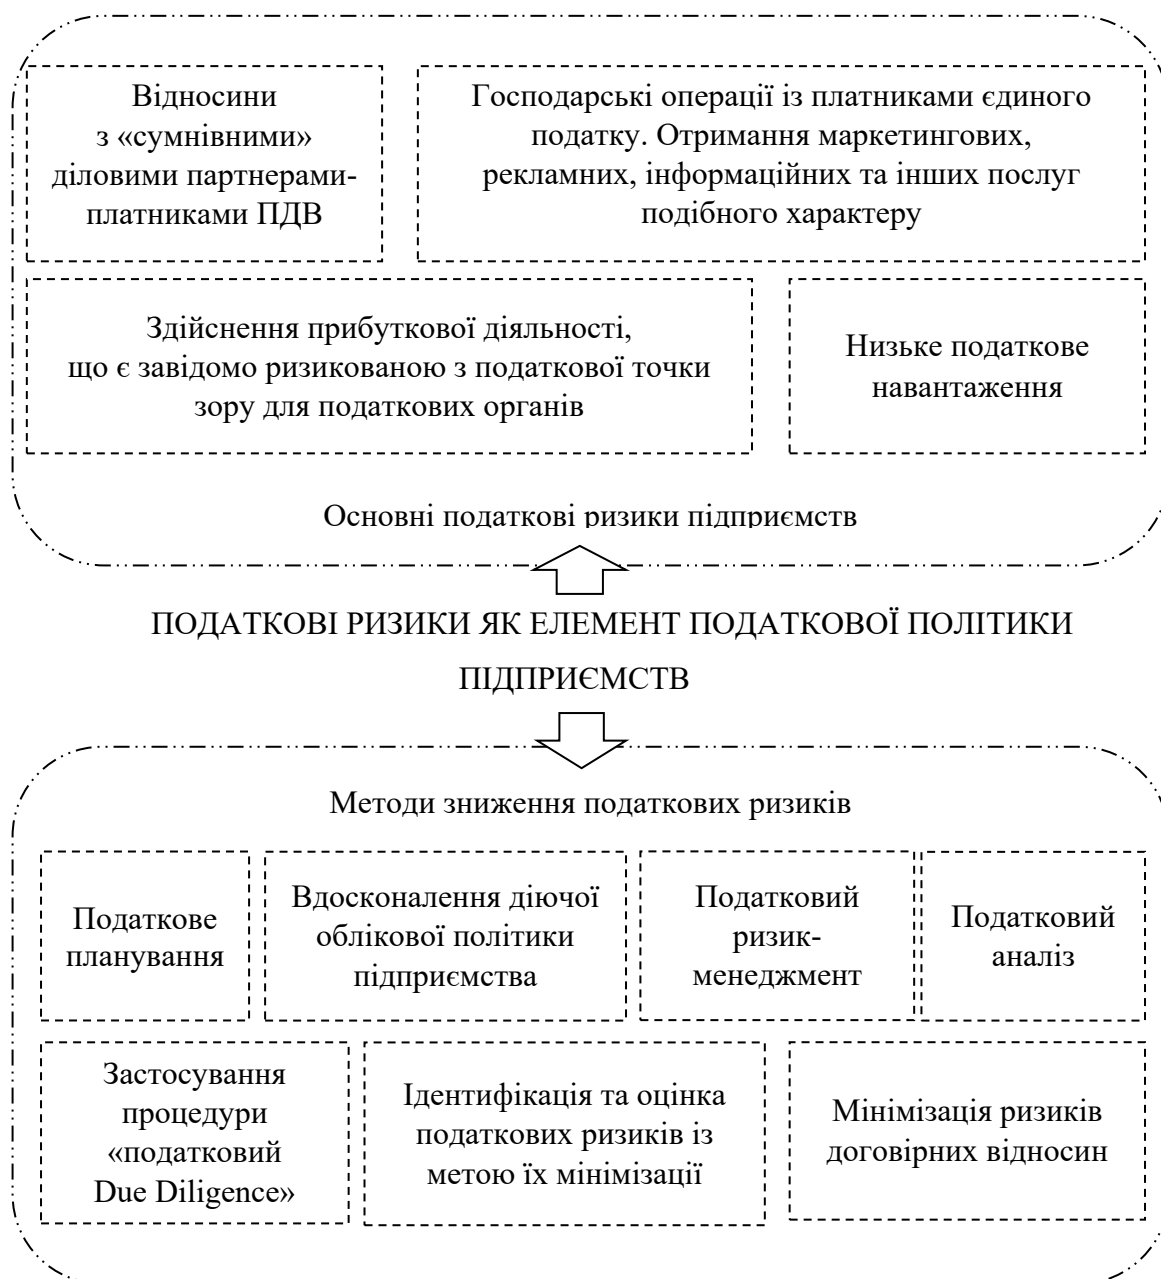 Відносини
з «сумнівними»
діловими партнерами-
платниками ПДВ
Господарські операції із платниками єдиного
податку. Отримання маркетингових,
рекламних, інформаційних та інших послуг
подібного характеру
Здійснення прибуткової діяльності,
що є завідомо ризикованою з податкової точки
зору для податкових органів
Низьке податкове
навантаження
Основні податкові ризики підприємств
ПОДАТКОВІ РИЗИКИ ЯК ЕЛЕМЕНТ ПОДАТКОВОЇ ПОЛІТИКИ
ПІДПРИЄМСТВ
Методи зниження податкових ризиків
Податкове
планування
Вдосконалення діючої
облікової політики
підприємства
Податковий
ризик-
менеджмент
Податковий
аналіз
Застосування
процедури
«податковий
Due Diligence»
Ідентифікація та оцінка
податкових ризиків із
метою їх мінімізації
Мінімізація ризиків
договірних відносин